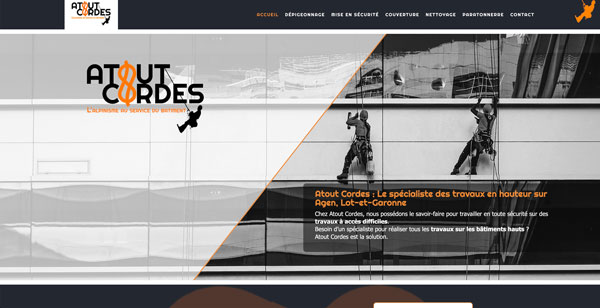 ATOUT
CORDES
ACCUEIL DÉPIGEONNAGE MISE EN SÉCURITÉ COUVERTURE NETTOYAGE PARATONNERRE CONTACT
ATOUT
CORDES
L'ALPINISME AU SERVICE DU BÂTIMENT
Atout Cordes : Le spécialiste des travaux en hauteur sur
Agen, Lot-et-Garonne
Chez Atout Cordes, nous possédons le savoir-faire pour travailler en toute sécurité sur des
travaux à accès difficiles.
Besoin d'un spécialiste pour réaliser tous les travaux sur les bâtiments hauts ?
Atout Cordes est la solution.